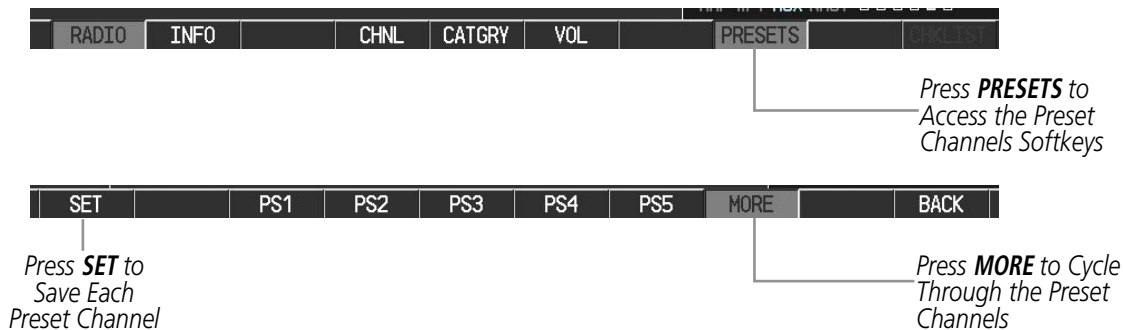 RADIO INFO CHNL CATGRY VOL PRESETS CHKLIST
Press PRESETS to
Access the Preset
Channels Softkeys
SET PS1 PS2 PS3 PS4 PS5 MORE BACK
Press SET to
Save Each
Preset Channel
Press MORE to Cycle
Through the Preset
Channels